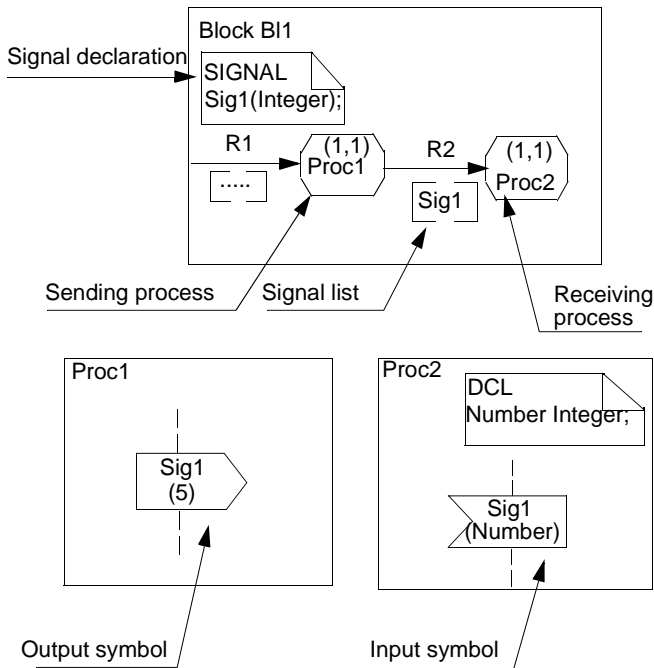 Block Bl1
Signal declaration
SIGNAL
Sig1(Integer);
R1
(1,1)
Proc1
R2
(1,1)
Proc2
.....
Sig1
Sending process
Signal list
Receiving
process
Proc1
Sig1
(5)
Output symbol
Proc2
DCL
Number Integer;
Sig1
(Number)
Input symbol